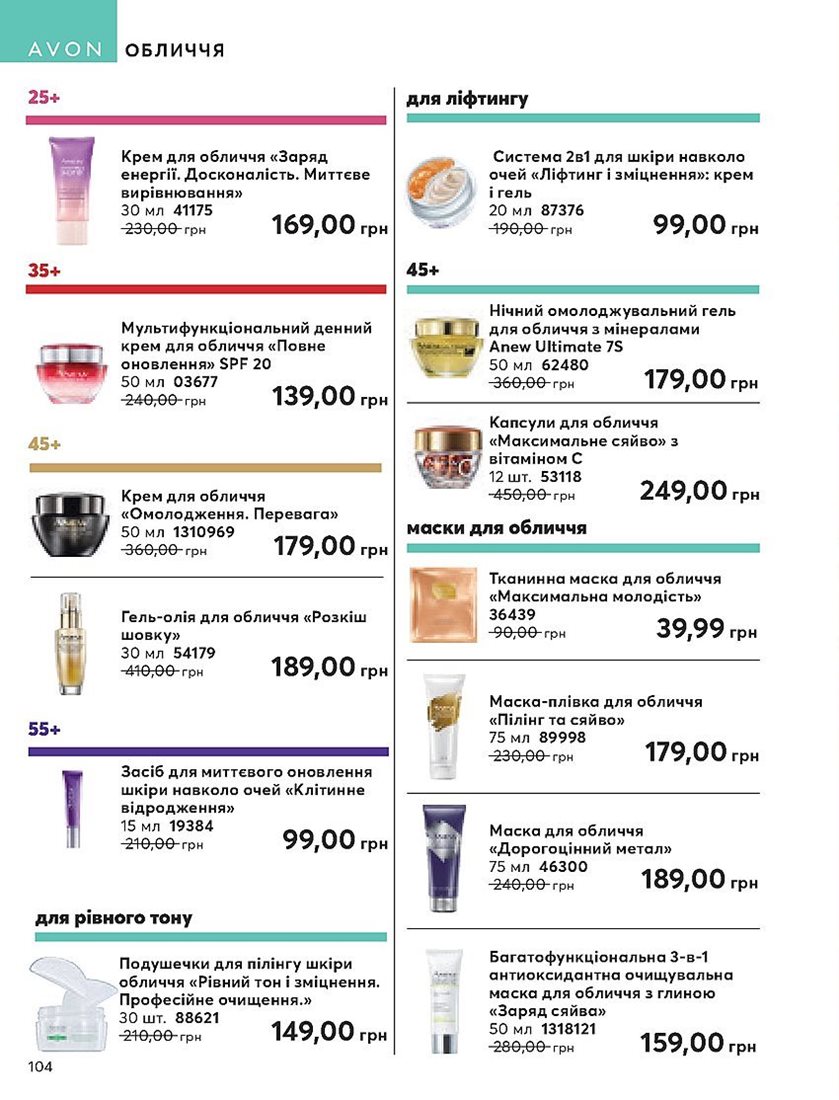 AVON ОБЛИЧЧЯ
25+
Крем для обличчя «Заряд
енергії. Досконалість. Миттєве
вирівнювання»
30 мл 41175
230,00 грн
169,00 грн
35+
Мультифункціональний денний
крем для обличчя «Повне
оновлення» SPF 20
50 мл 03677
240,00 грн
139,00 грн
45+
Крем для обличчя
«Омолодження. Перевага»
50 мл 1310969
360,00 грн
179,00 грн
Гель-олія для обличчя «Розкіш
шовку»
30 мл 54179
410,00 грн
189,00 грн
55+
Засіб для миттєвого оновлення
шкіри навколо очей «Клітинне
відродження»
15 мл 19384
210,00 грн
99,00 грн
для рівного тону
Подушечки для пілінгу шкіри
обличчя «Рівний тон і зміцнення.
Професійне очищення.»
30 шт. 88621
210,00 грн
149,00 грн
104
для ліфтингу
Система 2в1 для шкіри навколо
очей «Ліфтинг і зміцнення»: крем
і гель
20 мл 87376
190,00 грн
99,00 грн
45+
Нічний омолоджувальний гель
для обличчя з мінералами
Anew Ultimate 7S
50 мл 62480
360,00 грн
179,00 грн
Капсули для обличчя
«Максимальне сяйво» з
вітаміном С
12 шт. 53118
450,00 грн
249,00 грн
маски для обличчя
Тканинна маска для обличчя
«Максимальна молодість»
36439
90,00 грн
39,99 грн
Маска-плівка для обличчя
«Пілінг та сяйво»
75 мл 89998
230,00 грн
179,00 грн
Маска для обличчя
«Дорогоцінний метал»
75 мл 46300
240,00 грн
189,00 грн
Багатофункціональна 3-в-1
антиоксидантна очищувальна
маска для обличчя з глиною
«Заряд сяйва»
50 мл 1318121
280,00 грн
159,00 грн